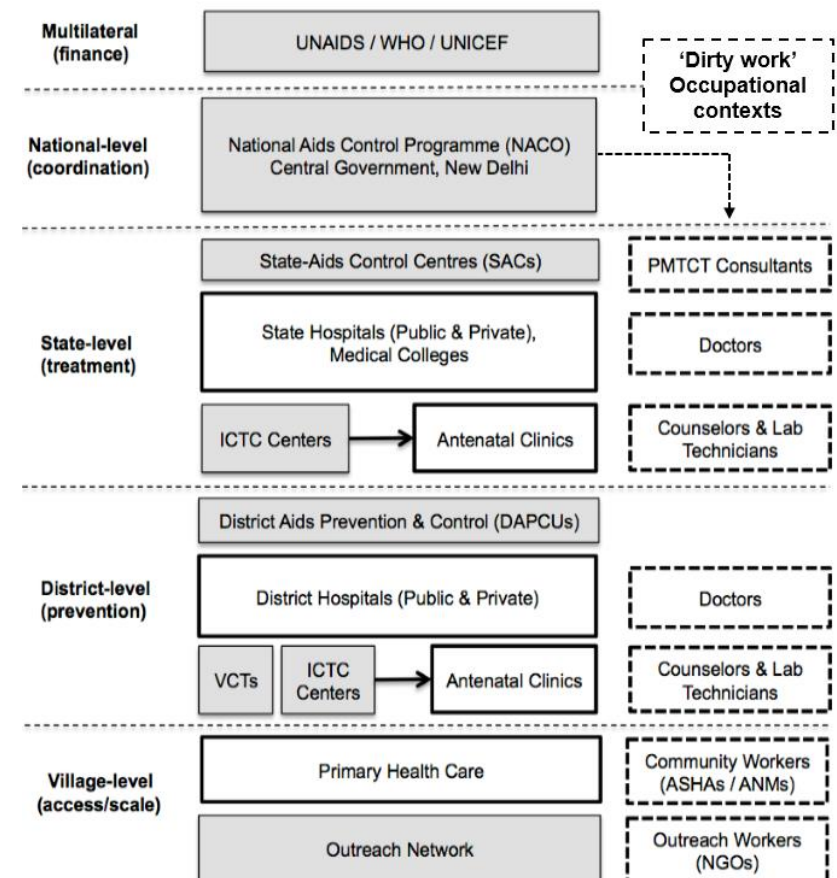 Multilateral
(finance)
UNAIDS / WHO / UNICEF
'Dirty work'
Occupational
contexts
National-level
(coordination)
National Aids Control Programme (NACO)
Central Government, New Delhi
State-level
(treatment)
State-Aids Control Centres (SACs)
PMTCT Consultants
State Hospitals (Public & Private),
Medical Colleges
Doctors
ICTC Centers
Antenatal Clinics
Counselors & Lab
Technicians
District-level
(prevention)
District Aids Prevention & Control (DAPCUs)
District Hospitals (Public & Private)
Doctors
VCTs
ICTC
Centers
Antenatal Clinics
Counselors & Lab
Technicians
Village-level
(access/scale)
Primary Health Care
Community Workers
(ASHAs / ANMs)
Outreach Network
Outreach Workers
(NGOs)